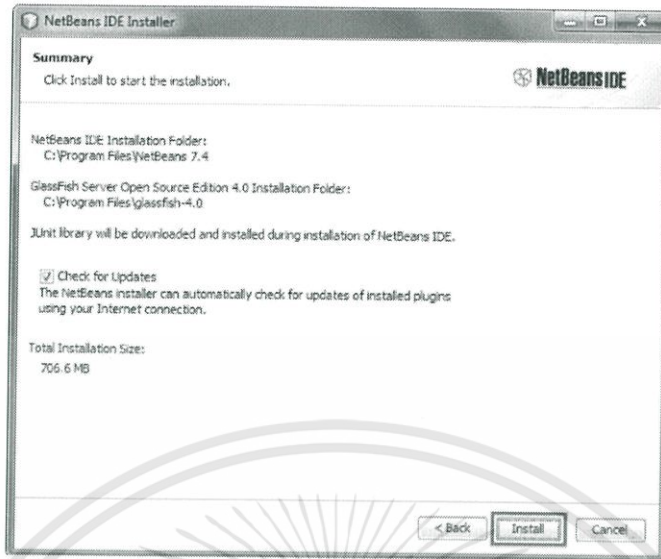 NetBeans IDE Installer
Summary
Click Install to start the installation.
NetBeans IDE
NetBeans IDE Installation Folder:
C:\Program Files\NetBeans 7.4
GlassFish Server Open Source Edition 4.0 Installation Folder:
C:\Program Files\glassfish-4.0
JUnit library will be downloaded and installed during installation of NetBeans IDE.
Check for Updates
The NetBeans installer can automatically check for updates of installed plugins
using your Internet connection.
Total Installation Size:
706.6 MB
< Back Install Cancel